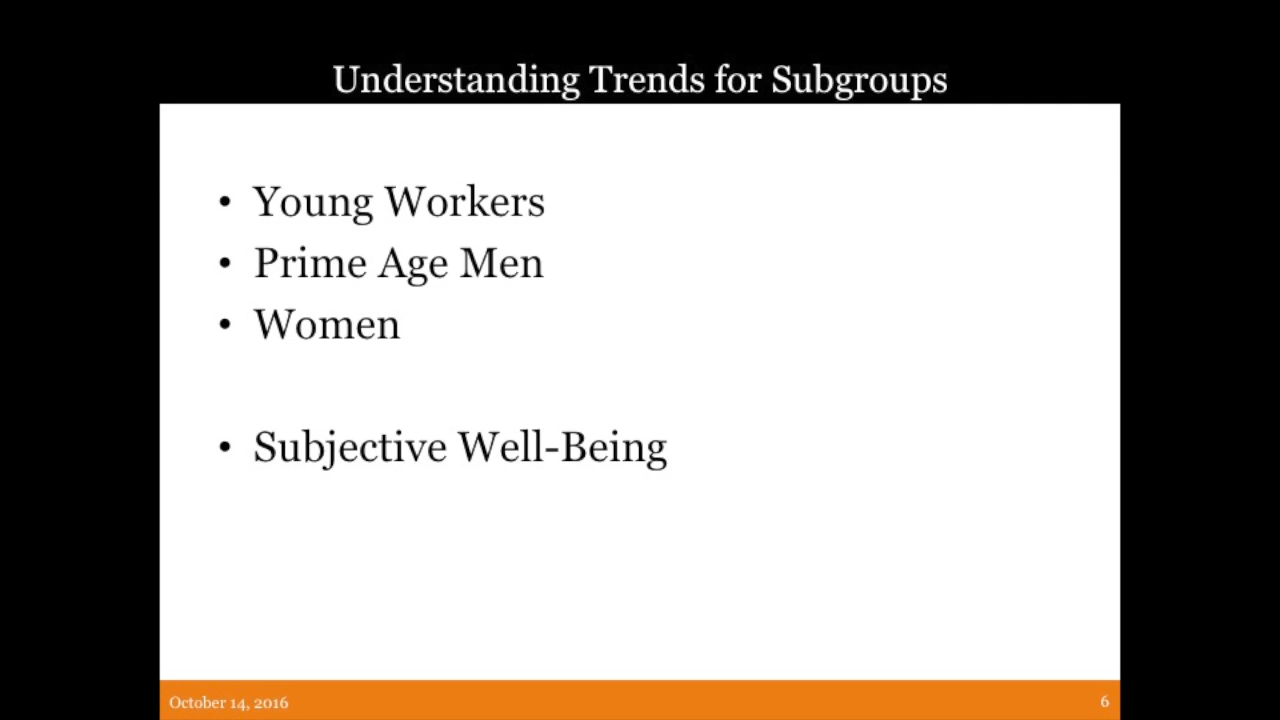 Understanding Trends for Subgroups
• Young Workers
• Prime Age Men
• Women
• Subjective Well-Being
October 14, 2016
6